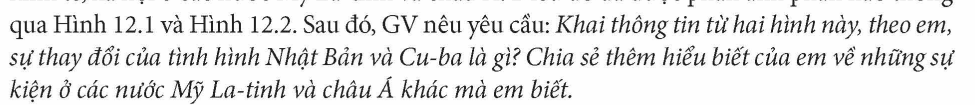 qua Hình 12.1 và Hình 12.2. Sau đó, GV nêu yêu cầu: Khai thông tin từ hai hình này, theo em,
sự thay đổi của tình hình Nhật Bản và Cu-ba là gì? Chia sẻ thêm hiểu biết của em về những sự
kiện ở các nước Mỹ La-tinh và châu Á khác mà em biết.